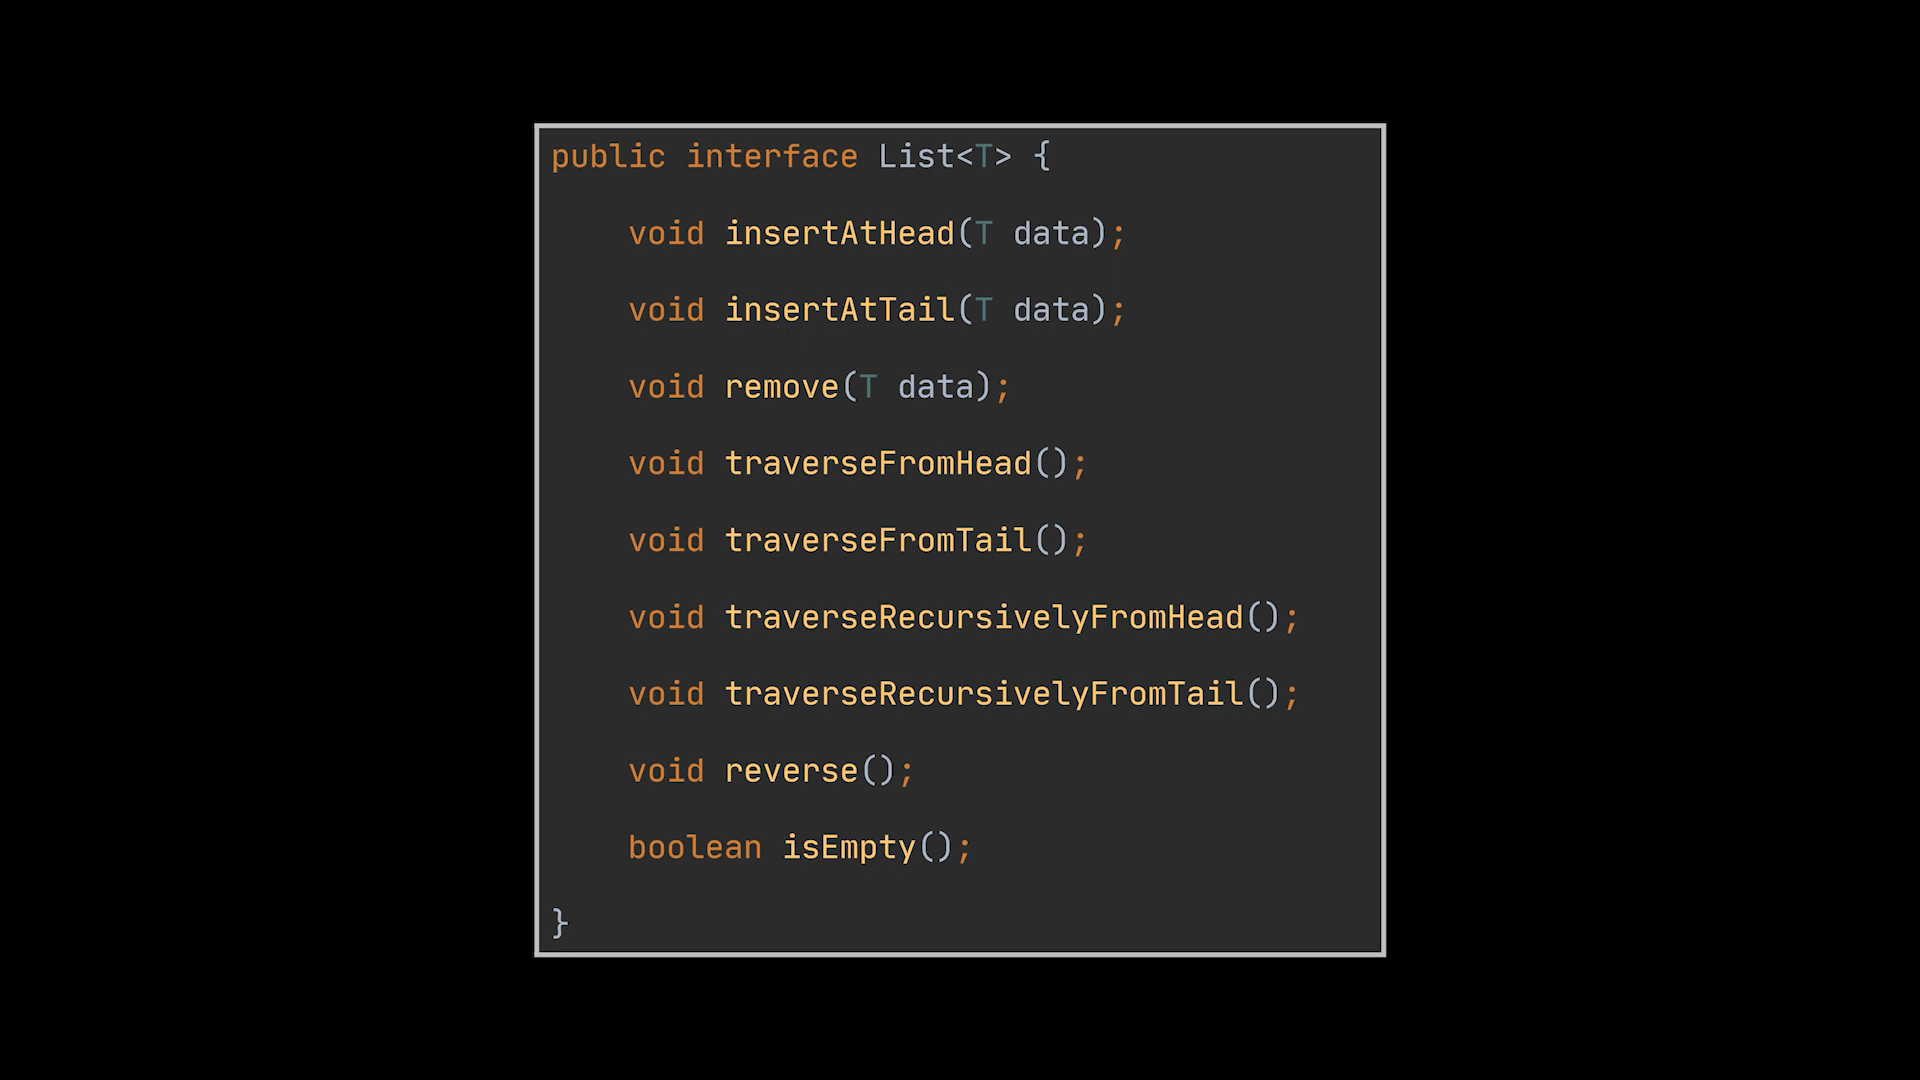 public interface List<T> {
void insertAtHead(T data);
void insertAtTail(T data);
void remove(T data);
void traverseFromHead();
void traverseFromTail();
void traverseRecursivelyFromHead();
void traverseRecursivelyFromTail();
void reverse();
boolean isEmpty();
}